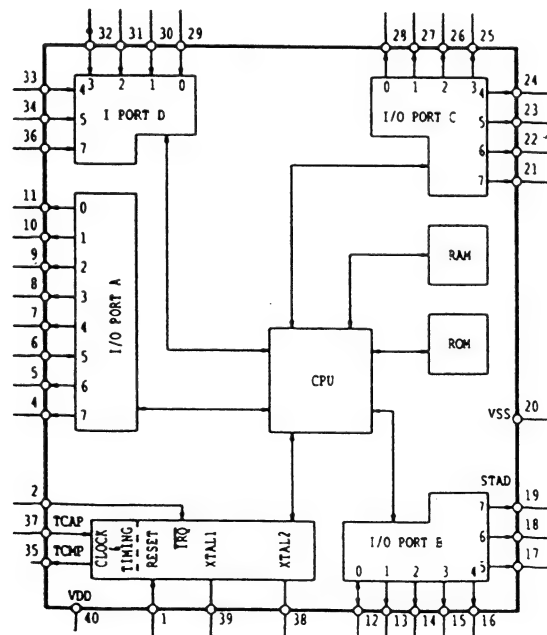 32 31 30 29
28 27 26 25
3 2 1 0
0 1 2 3
33 4
34 5 I PORT D
36 7
I/O PORT C
4 24
5 23
6 22
7 21
11 0
10 1
9 2
8 3
7 4
6 5
5 6
4 7
I/O PORT A
RAM
ROM
CPU
VSS 20
2
37 TCAP
35 TCMP
CLOCK
TIMING
RESET
IRQ
XTAL1
XTAL2
STAD
7 19
6 18
5 17
I/O PORT B
0 1 2 3 4
VDD
40 1 39 38 12 13 14 15 16